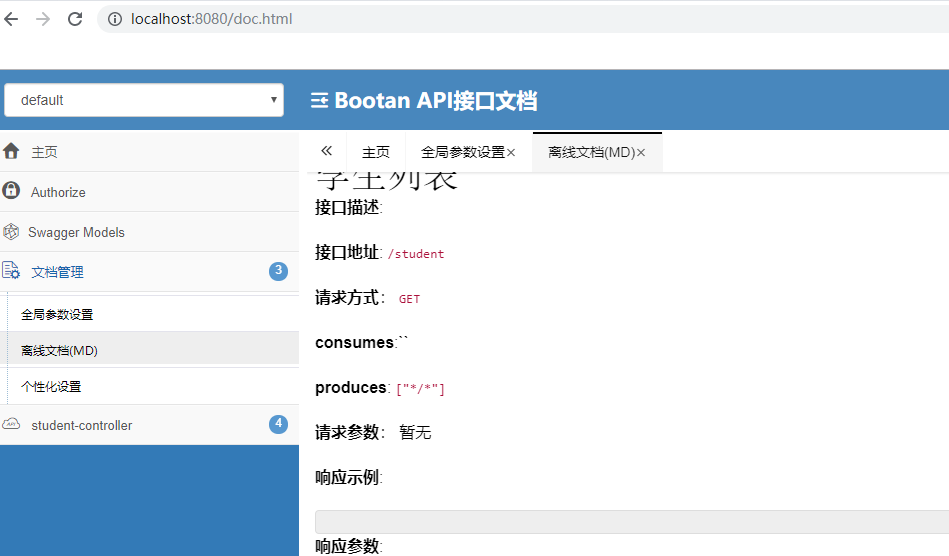 localhost:8080/doc.html
default
Bootan API接口文档
主页
Authorize
Swagger Models
文档管理 3
全局参数设置
离线文档(MD)
个性化设置
student-controller 4
主页 全局参数设置× 离线文档(MD)×
学生列表
接口描述:
接口地址: /student
请求方式： GET
consumes:``
produces: ["*/*"]
请求参数： 暂无
响应示例:
响应参数: